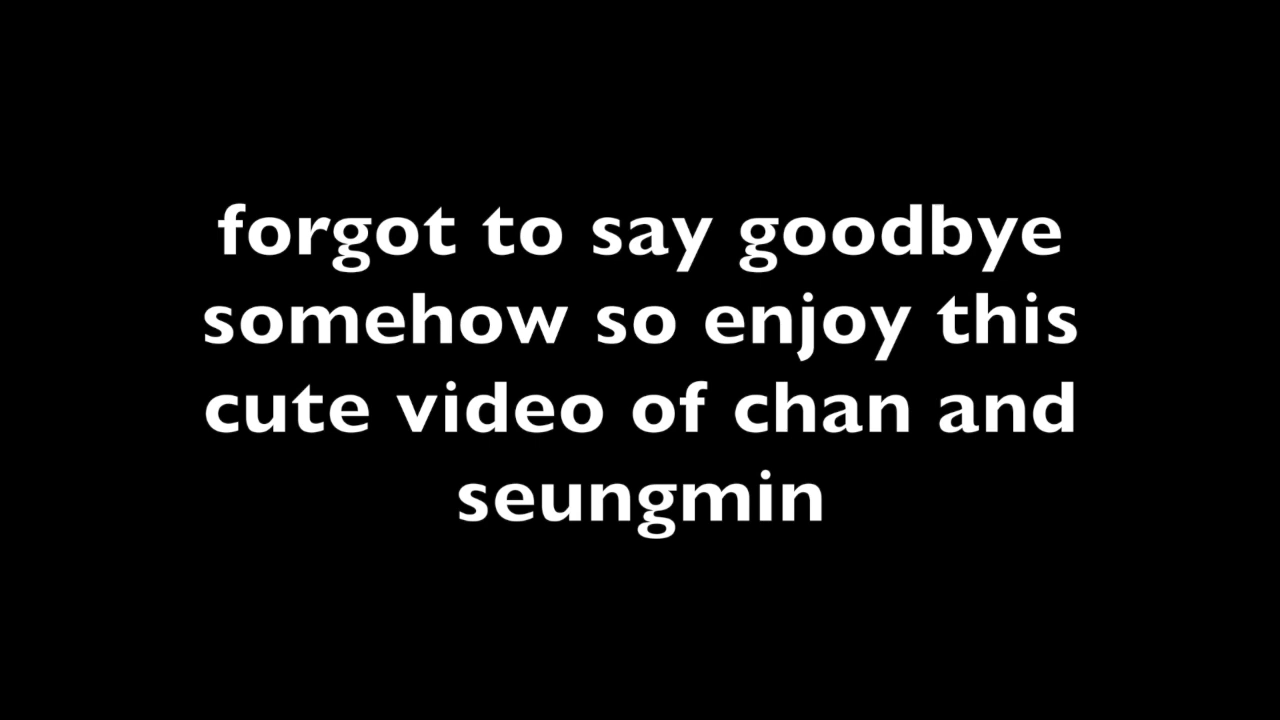 forgot to say goodbye
somehow so enjoy this
cute video of chan and
seungmin